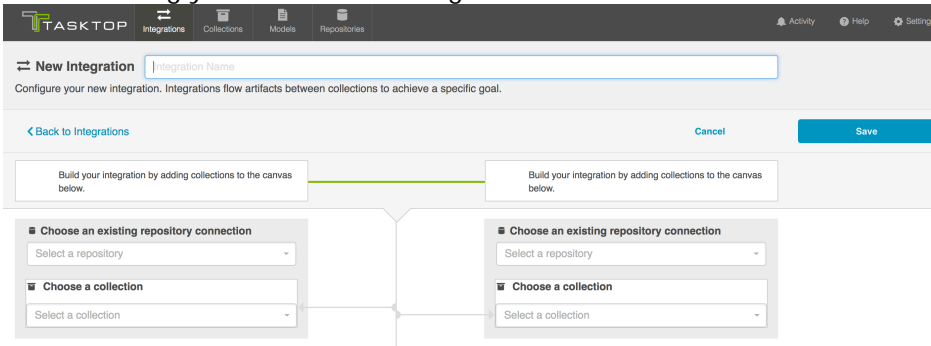 TASKTOP
Integrations Collections Models Repositories
Activity Help Setting
New Integration Integration Name
Configure your new integration. Integrations flow artifacts between collections to achieve a specific goal.
Back to Integrations Cancel Save
Build your integration by adding collections to the canvas
below.
Build your integration by adding collections to the canvas
below.
Choose an existing repository connection
Select a repository
Choose a collection
Select a collection
Choose an existing repository connection
Select a repository
Choose a collection
Select a collection